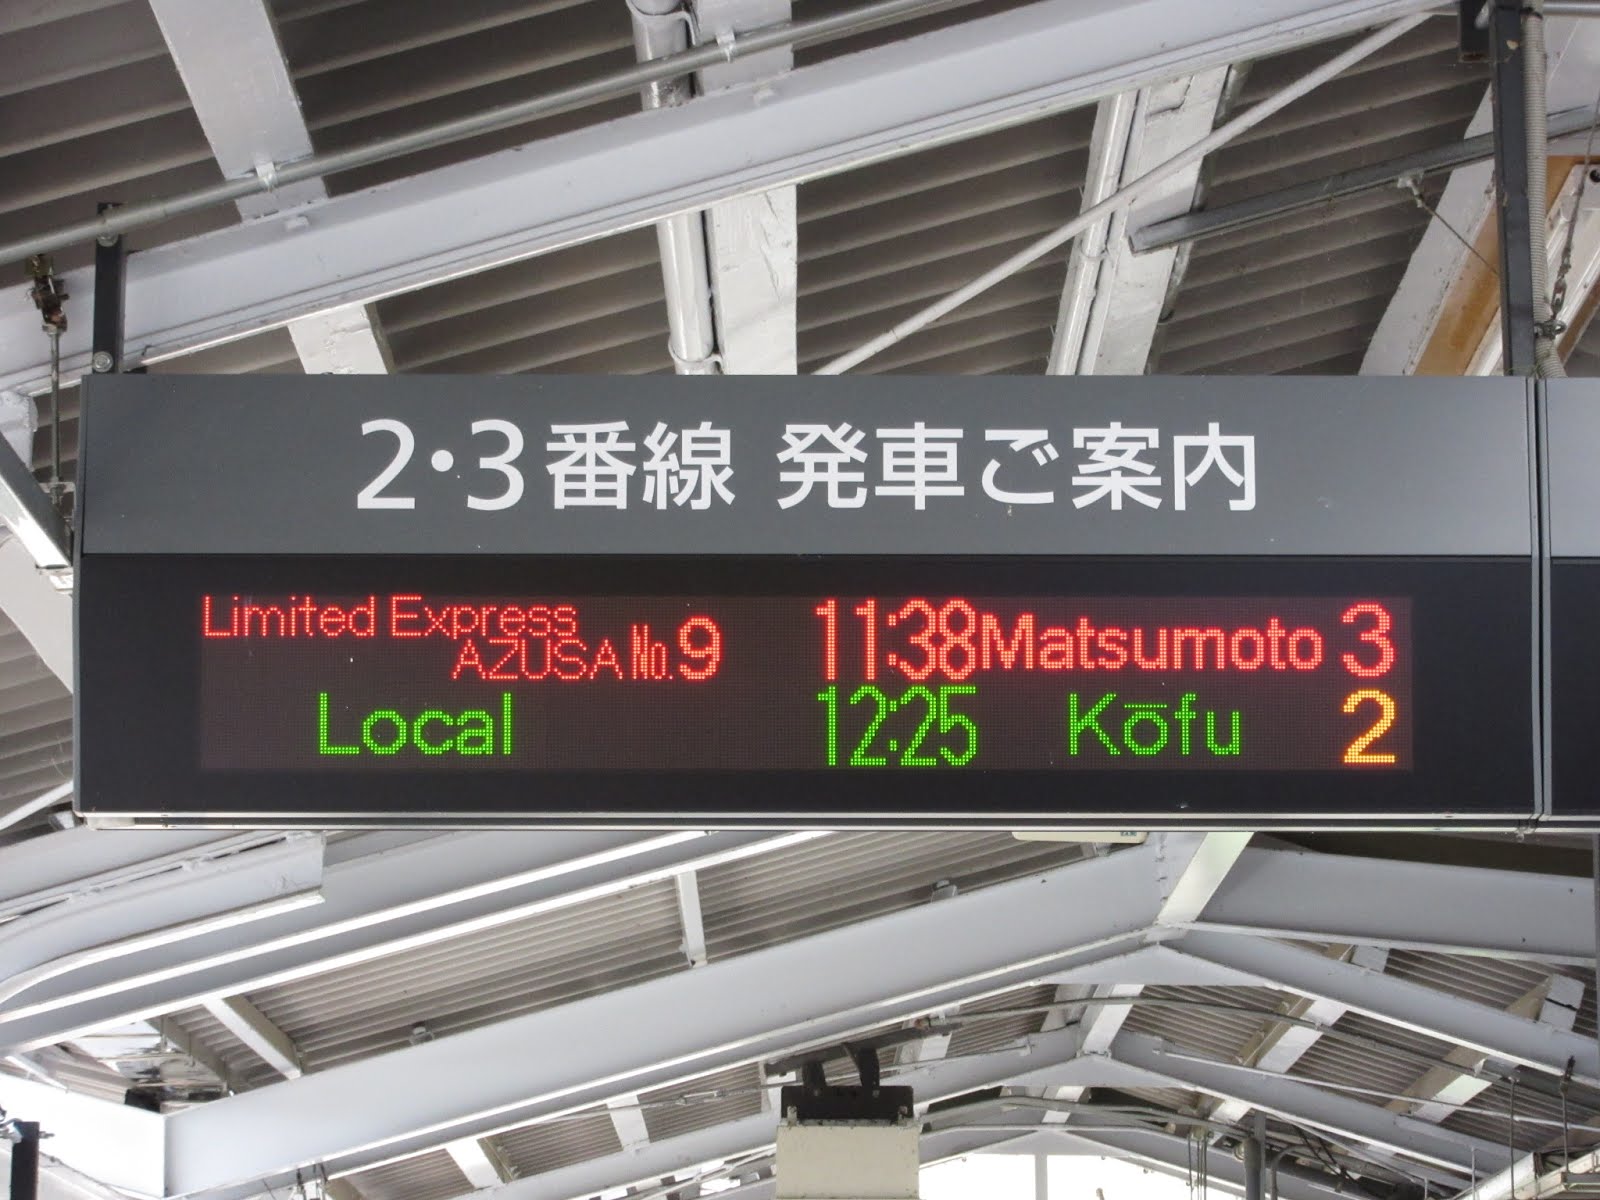 2・3番線 発車ご案内
Limited Express
AZUSA No. 9 11:38 Matsumoto 3
Local 12:25 Kōfu 2